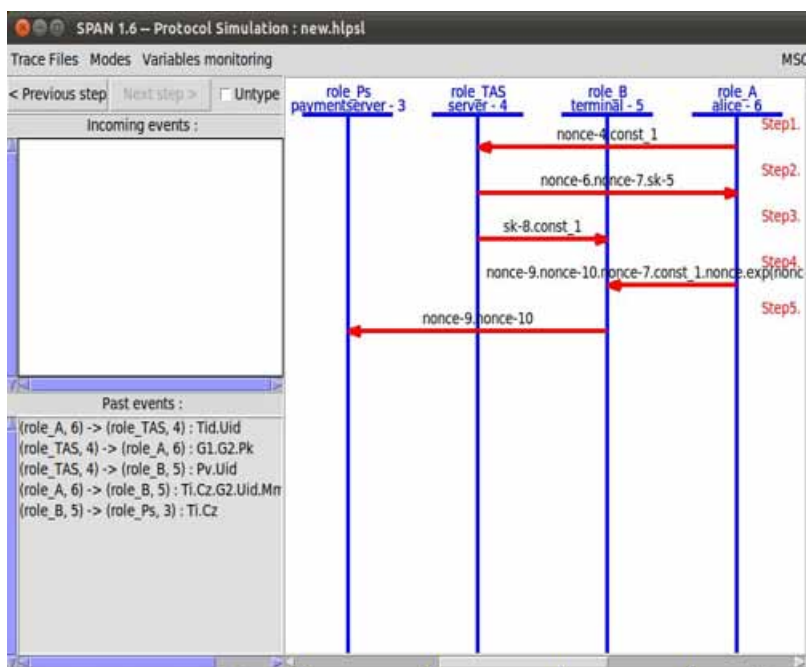 SPAN 1.6 – Protocol Simulation : new.hlpsl
Trace Files Modes Variables monitoring MSC
< Previous step Next step > Untype
Incoming events :
Past events :
(role_A, 6) -> (role_TAS, 4) : Tid.Uid
(role_TAS, 4) -> (role_A, 6) : G1.G2.Pk
(role_TAS, 4) -> (role_B, 5) : Pv.Uid
(role_A, 6) -> (role_B, 5) : Ti.Cz.G2.Uid.Mm
(role_B, 5) -> (role_Ps, 3) : Ti.Cz
role_Ps role_TAS role_B role_A
paymentserver - 3 server - 4 terminal - 5 alice - 6
Step1.
nonce-4.const_1
Step2.
nonce-6.nonce-7.sk-5
Step3.
sk-8.const_1
Step4.
nonce-9.nonce-10.nonce-7.const_1.nonce.exp(nonc
Step5.
nonce-9.nonce-10